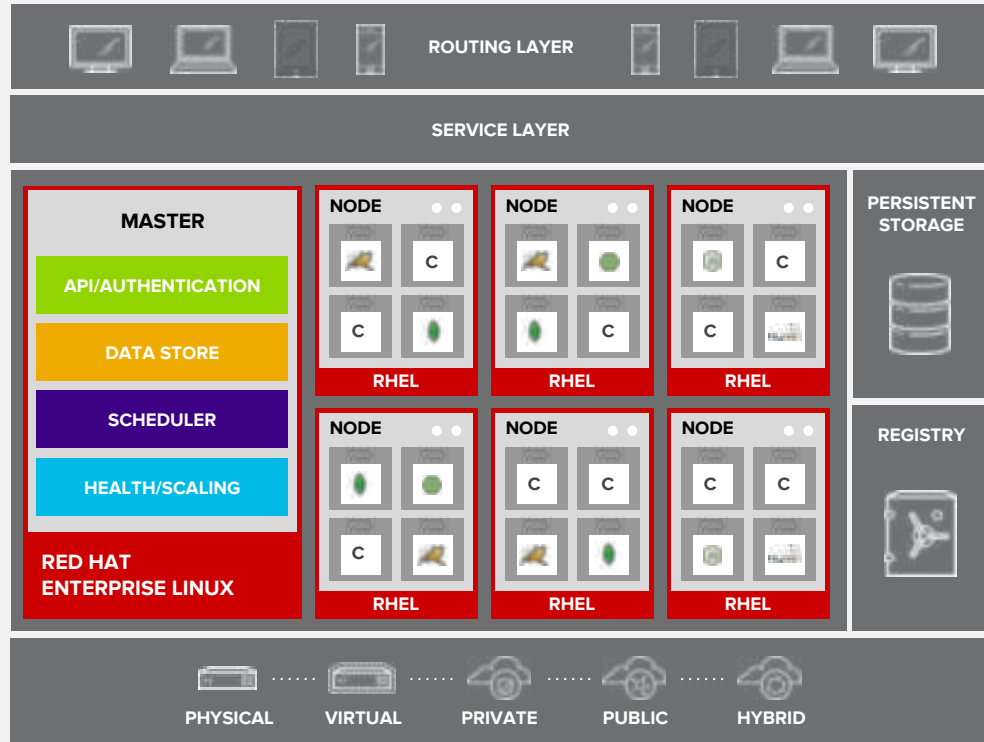 ROUTING LAYER
SERVICE LAYER
MASTER
API/AUTHENTICATION
DATA STORE
SCHEDULER
HEALTH/SCALING
RED HAT
ENTERPRISE LINUX
NODE
C
C
RHEL
NODE
C
RHEL
NODE
C
C
RHEL
NODE
C
RHEL
NODE
C
C
RHEL
NODE
C
C
RHEL
PERSISTENT
STORAGE
REGISTRY
PHYSICAL
VIRTUAL
PRIVATE
PUBLIC
HYBRID